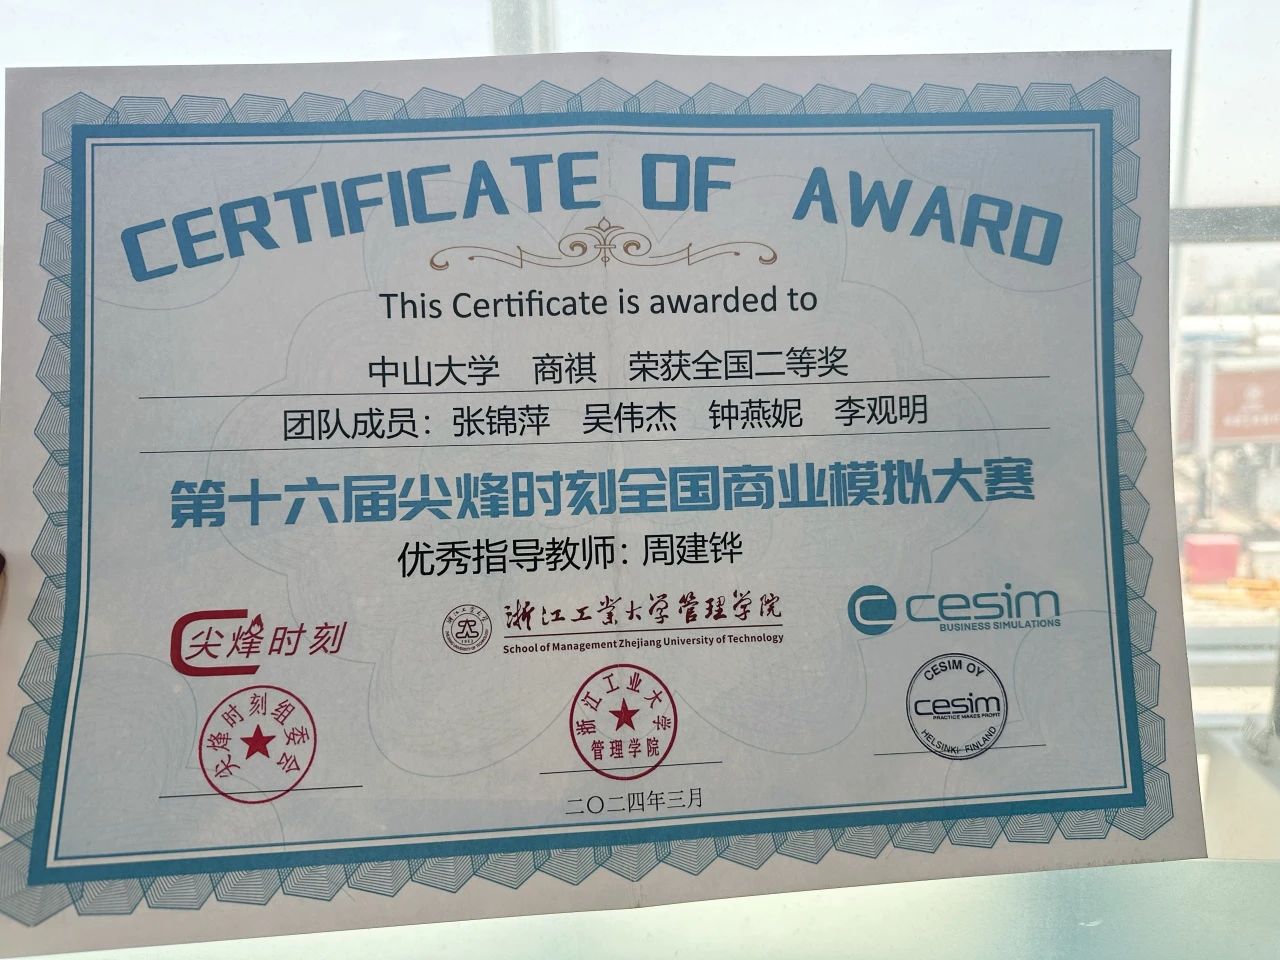 CERTIFICATE OF AWARD
This Certificate is awarded to
中山大学 商祺 荣获全国二等奖
团队成员：张锦萍 吴伟杰 钟燕妮 李观明
第十六届尖烽时刻全国商业模拟大赛
优秀指导教师：周建铧
尖烽时刻
浙江工业大学管理学院
School of Management Zhejiang University of Technology
cesim
BUSINESS SIMULATIONS
尖烽时刻组委会
浙江工业大学
管理学院
CESIM OY
cesim
PRACTICE MAKES PROFIT
HELSINKI FINLAND
二〇二四年三月